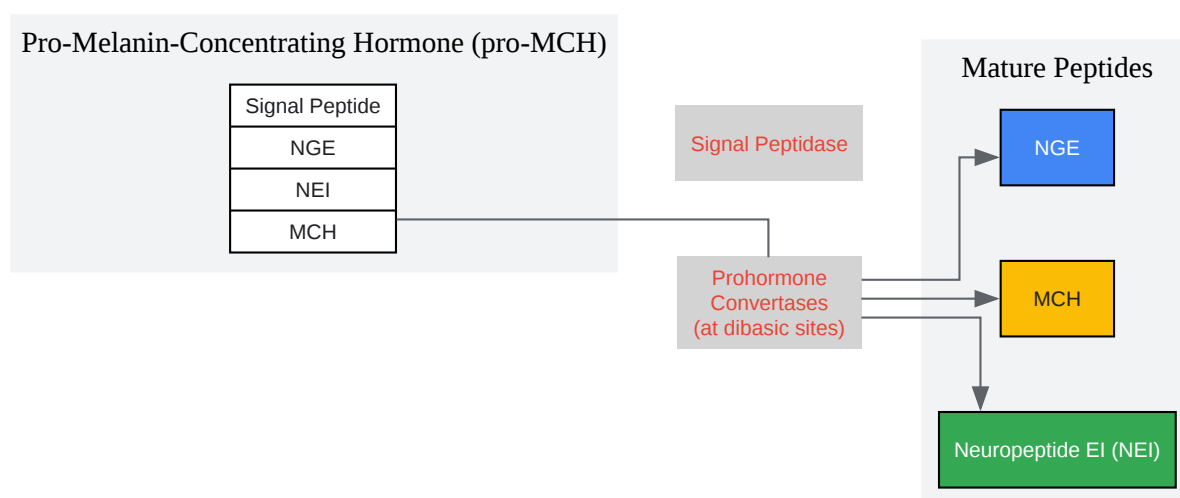 Pro-Melanin-Concentrating Hormone (pro-MCH)
Signal Peptide
NGE
NEI
MCH
Signal Peptidase
Prohormone
Convertases
(at dibasic sites)
Mature Peptides
NGE
MCH
Neuropeptide EI (NEI)